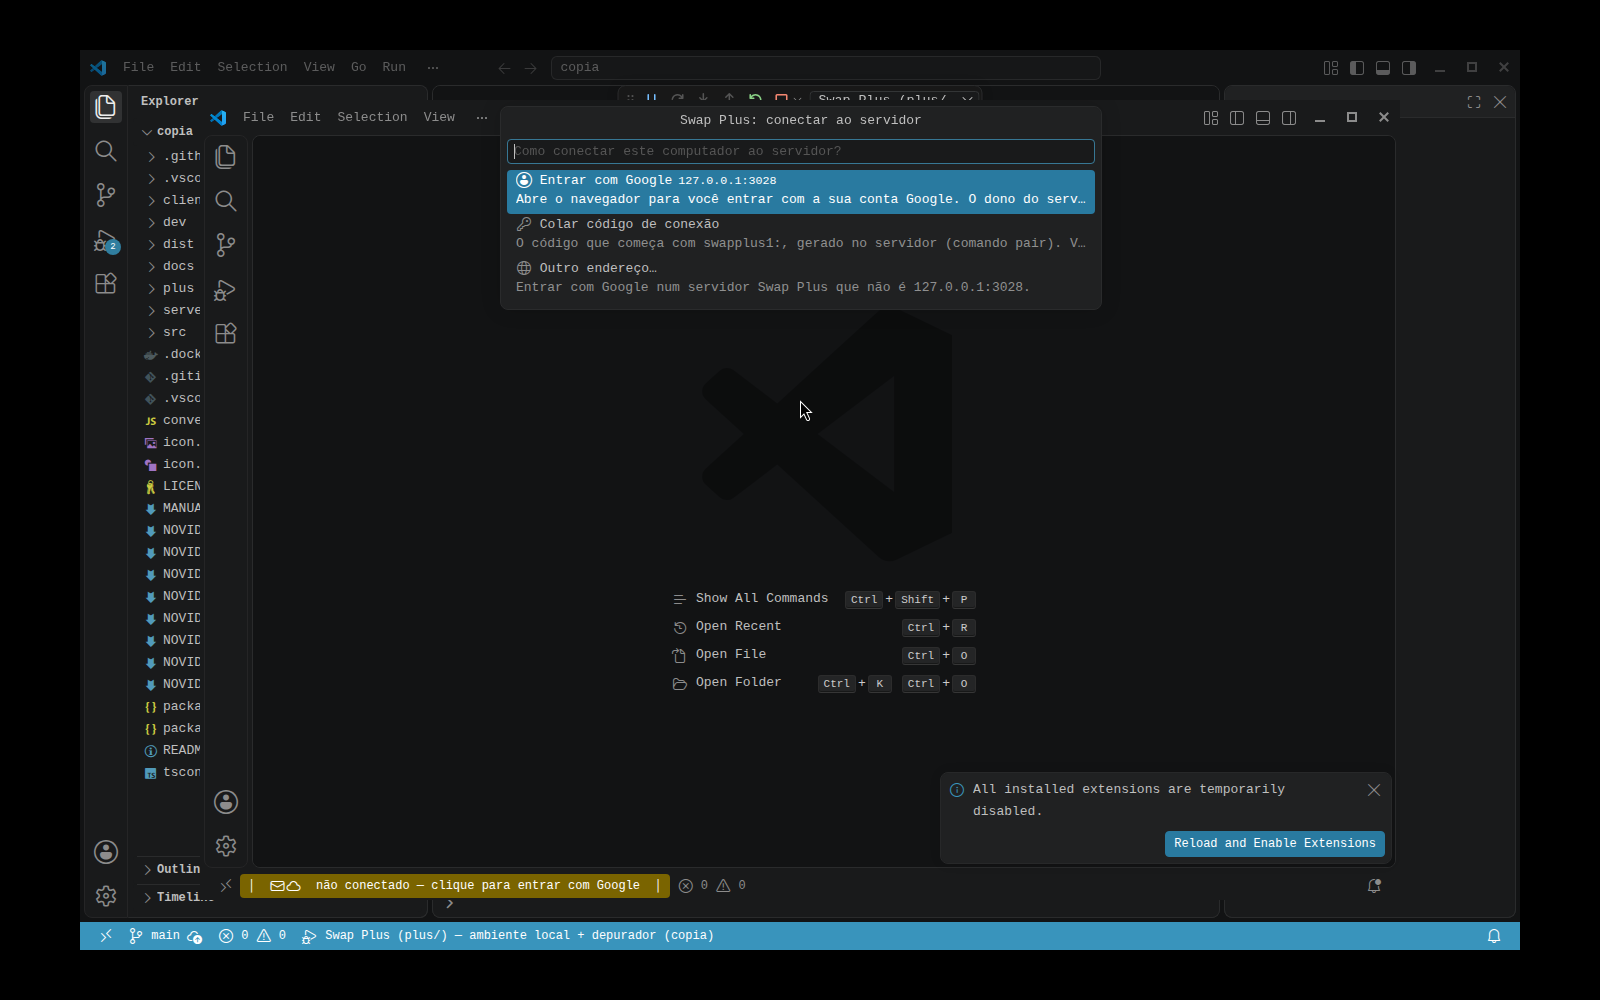 File Edit Selection View Go Run ···
copia
Explorer
copia
.gith
.vsco
clien
dev
dist
docs
plus
serve
src
.dock
.giti
.vsco
conve
icon.
icon.
LICEN
MANUA
NOVID
NOVID
NOVID
NOVID
NOVID
NOVID
NOVID
NOVID
packa
packa
READM
tscon
Outlin
Timeli
2
Swap Plus (plus/
File Edit Selection View ···
Swap Plus: conectar ao servidor
Como conectar este computador ao servidor?
Entrar com Google 127.0.0.1:3028
Abre o navegador para você entrar com a sua conta Google. O dono do serv…
Colar código de conexão
O código que começa com swapplus1:, gerado no servidor (comando pair). V…
Outro endereço…
Entrar com Google num servidor Swap Plus que não é 127.0.0.1:3028.
Show All Commands Ctrl + Shift + P
Open Recent Ctrl + R
Open File Ctrl + O
Open Folder Ctrl + K Ctrl + O
All installed extensions are temporarily
disabled.
Reload and Enable Extensions
| não conectado — clique para entrar com Google | 0 0
main 0 0 Swap Plus (plus/) — ambiente local + depurador (copia)